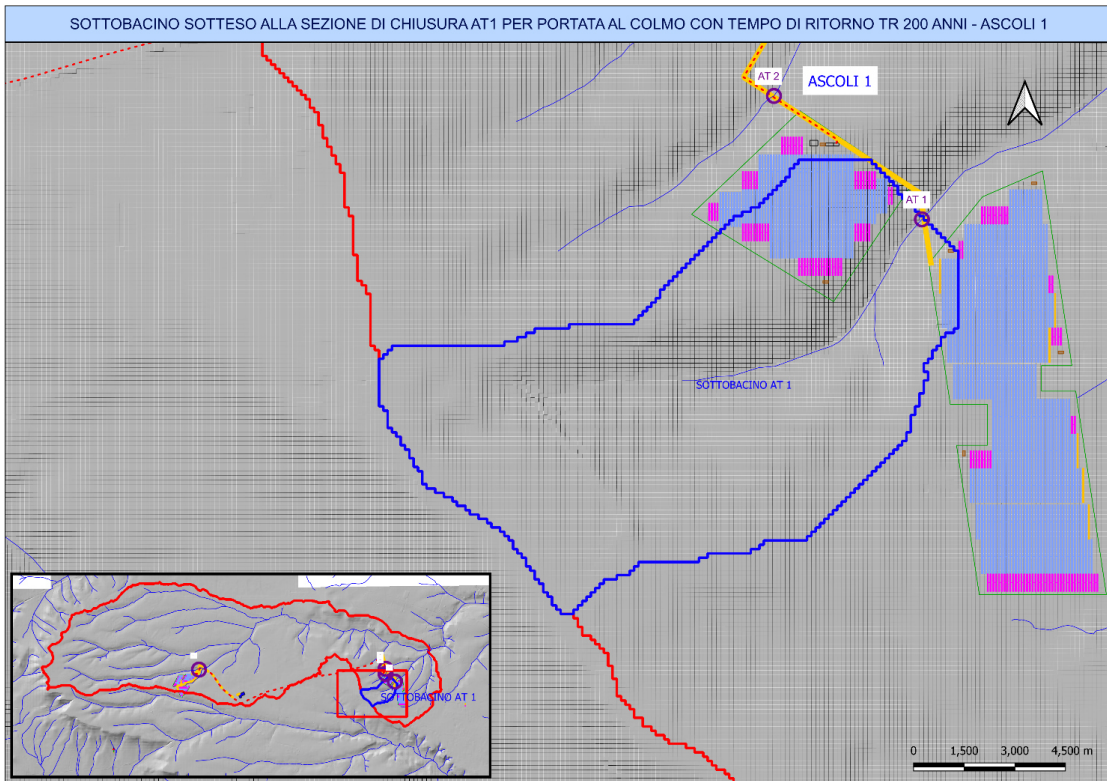 SOTTOBACINO SOTTESO ALLA SEZIONE DI CHIUSURA AT1 PER PORTATA AL COLMO CON TEMPO DI RITORNO TR 200 ANNI - ASCOLI 1
AT 2
ASCOLI 1
AT 1
SOTTOBACINO AT 1
SOTTOBACINO AT 1
0 1,500 3,000 4,500 m